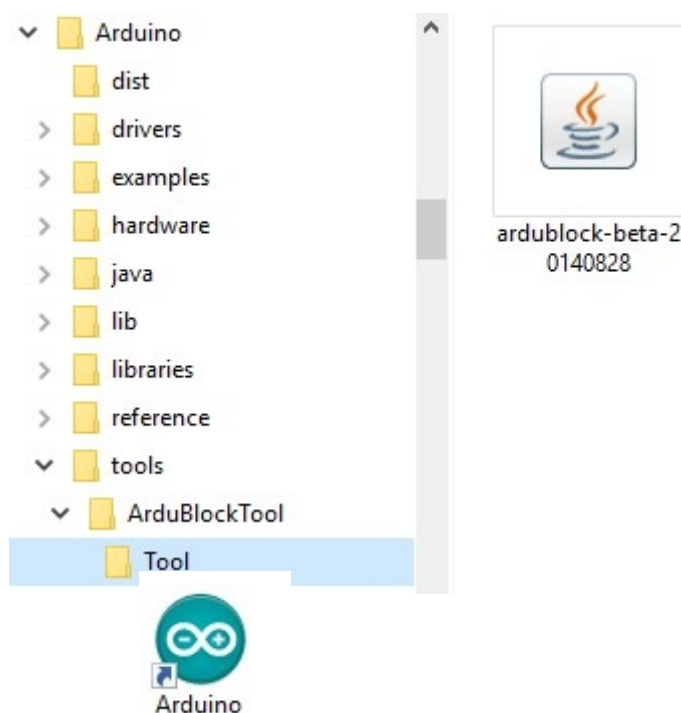 Arduino
dist
drivers
examples
hardware
java
lib
libraries
reference
tools
ArduBlockTool
Tool
ardublock-beta-2
0140828
Arduino